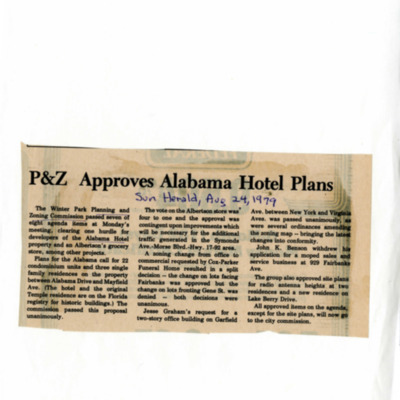 P&Z Approves Alabama Hotel Plans
Sun Herald, Aug 24, 1979
The Winter Park Planning and
Zoning Commission passed seven of
eight agenda items at Monday's
meeting, clearing one hurdle for
developers of the Alabama Hotel
property and an Albertson's grocery
store, among other projects.
Plans for the Alabama call for 22
condominium units and three single
family residences on the property
between Alabama Drive and Mayfield
Ave. (The hotel and the original
Temple residence are on the Florida
registry for historic buildings.) The
commission passed this proposal
unanimously.
The vote on the Albertson store was
four to one and the approval was
contingent upon improvements which
will be necessary for the additional
traffic generated in the Symonds
Ave.-Morse Blvd.-Hwy. 17-92 area.
A zoning change from office to
commercial requested by Cox-Parker
Funeral Home resulted in a split
decision - the change on lots facing
Fairbanks was approved but the
change on lots fronting Gene St. was
denied - both decisions were
unanimous.
Jesse Graham's request for a
two-story office building on Garfield
Ave. between New York and Virginia
Aves. was passed unanimously, as
were several ordinances amending
the zoning map - bringing the latest
changes into conformity.
John K. Benson withdrew his
application for a moped sales and
service business at 929 Fairbanks
Ave.
The group also approved site plans
for radio antenna heights at two
residences and a new residence on
Lake Berry Drive.
All approved items on the agenda,
except for the site plans, will now go
to the city commission.